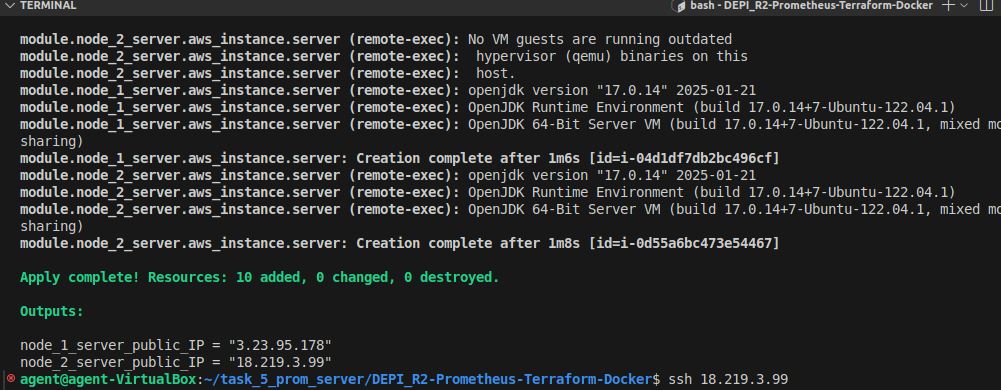 TERMINAL
bash - DEPI_R2-Prometheus-Terraform-Docker
module.node_2_server.aws_instance.server (remote-exec): No VM guests are running outdated
module.node_2_server.aws_instance.server (remote-exec):  hypervisor (qemu) binaries on this
module.node_2_server.aws_instance.server (remote-exec):  host.
module.node_1_server.aws_instance.server (remote-exec): openjdk version "17.0.14" 2025-01-21
module.node_1_server.aws_instance.server (remote-exec): OpenJDK Runtime Environment (build 17.0.14+7-Ubuntu-122.04.1)
module.node_1_server.aws_instance.server (remote-exec): OpenJDK 64-Bit Server VM (build 17.0.14+7-Ubuntu-122.04.1, mixed mo
sharing)
module.node_1_server.aws_instance.server: Creation complete after 1m6s [id=i-04d1df7db2bc496cf]
module.node_2_server.aws_instance.server (remote-exec): openjdk version "17.0.14" 2025-01-21
module.node_2_server.aws_instance.server (remote-exec): OpenJDK Runtime Environment (build 17.0.14+7-Ubuntu-122.04.1)
module.node_2_server.aws_instance.server (remote-exec): OpenJDK 64-Bit Server VM (build 17.0.14+7-Ubuntu-122.04.1, mixed mo
sharing)
module.node_2_server.aws_instance.server: Creation complete after 1m8s [id=i-0d55a6bc473e54467]
Apply complete! Resources: 10 added, 0 changed, 0 destroyed.
Outputs:
node_1_server_public_IP = "3.23.95.178"
node_2_server_public_IP = "18.219.3.99"
agent@agent-VirtualBox:~/task_5_prom_server/DEPI_R2-Prometheus-Terraform-Docker$ ssh 18.219.3.99